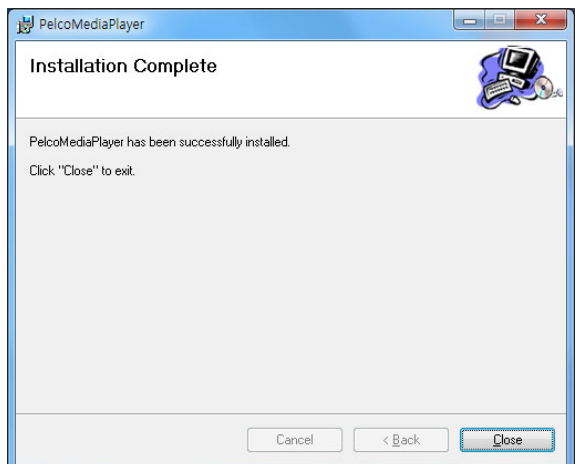 PelcoMediaPlayer
Installation Complete
PelcoMediaPlayer has been successfully installed.
Click "Close" to exit.
Cancel
< Back
Close